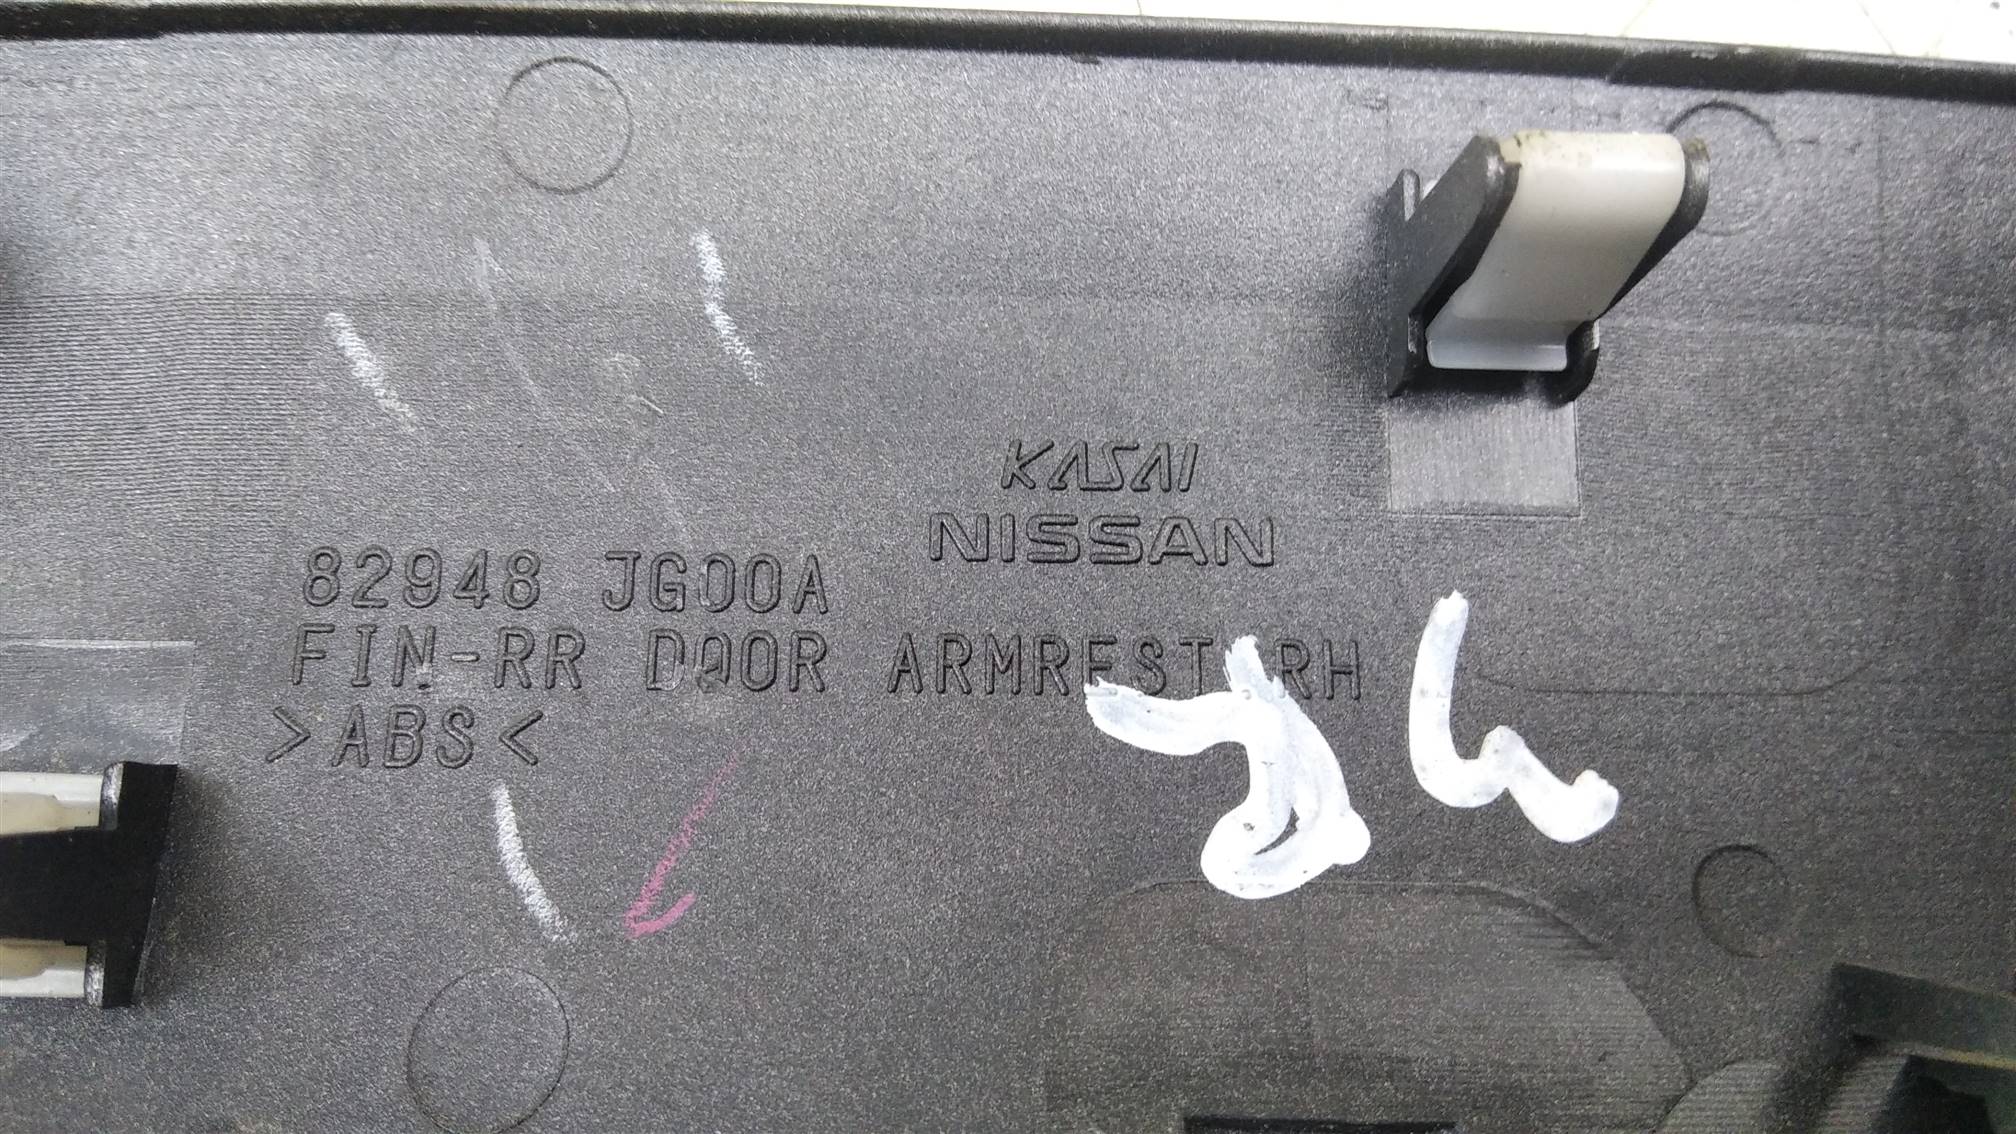 KASAI
NISSAN
82948 JG00A
FIN-RR DOOR ARMREST RH
>ABS<